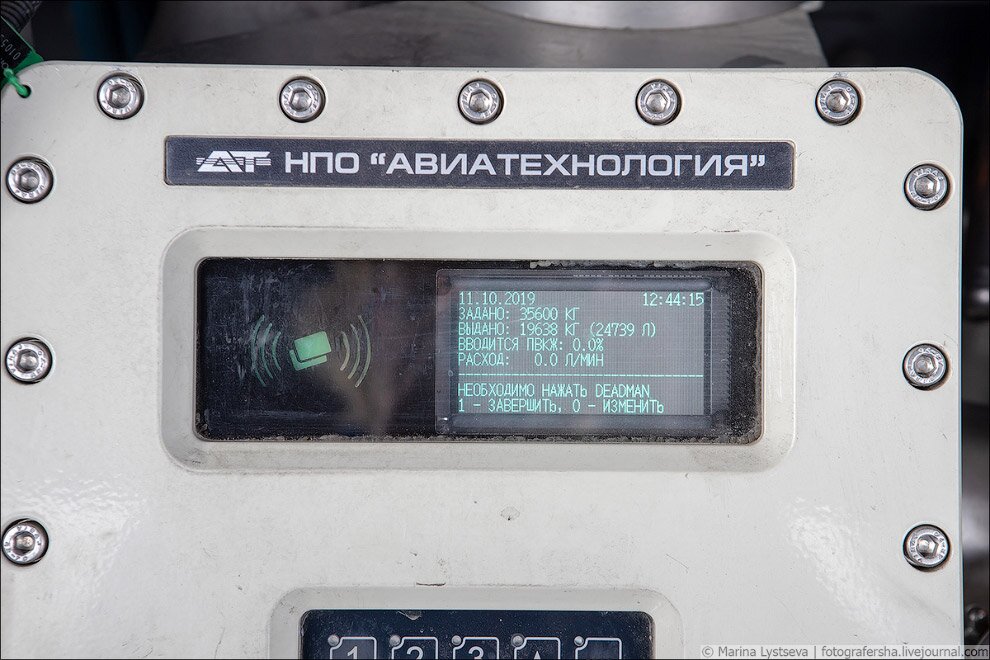 АТ НПО “АВИАТЕХНОЛОГИЯ”
11.10.2019 12:44:15
ЗАДАНО: 35600 КГ
ВЫДАНО: 19638 КГ (24739 Л)
ВВОДИТСЯ ПВКЖ: 0.0%
РАСХОД: 0.0 Л/МИН
НЕОБХОДИМО НАЖАТЬ DEADMAN
1 - ЗАВЕРШИТЬ, 0 - ИЗМЕНИТЬ
1 2 3 A
© Marina Lystseva | fotografersha.livejournal.com